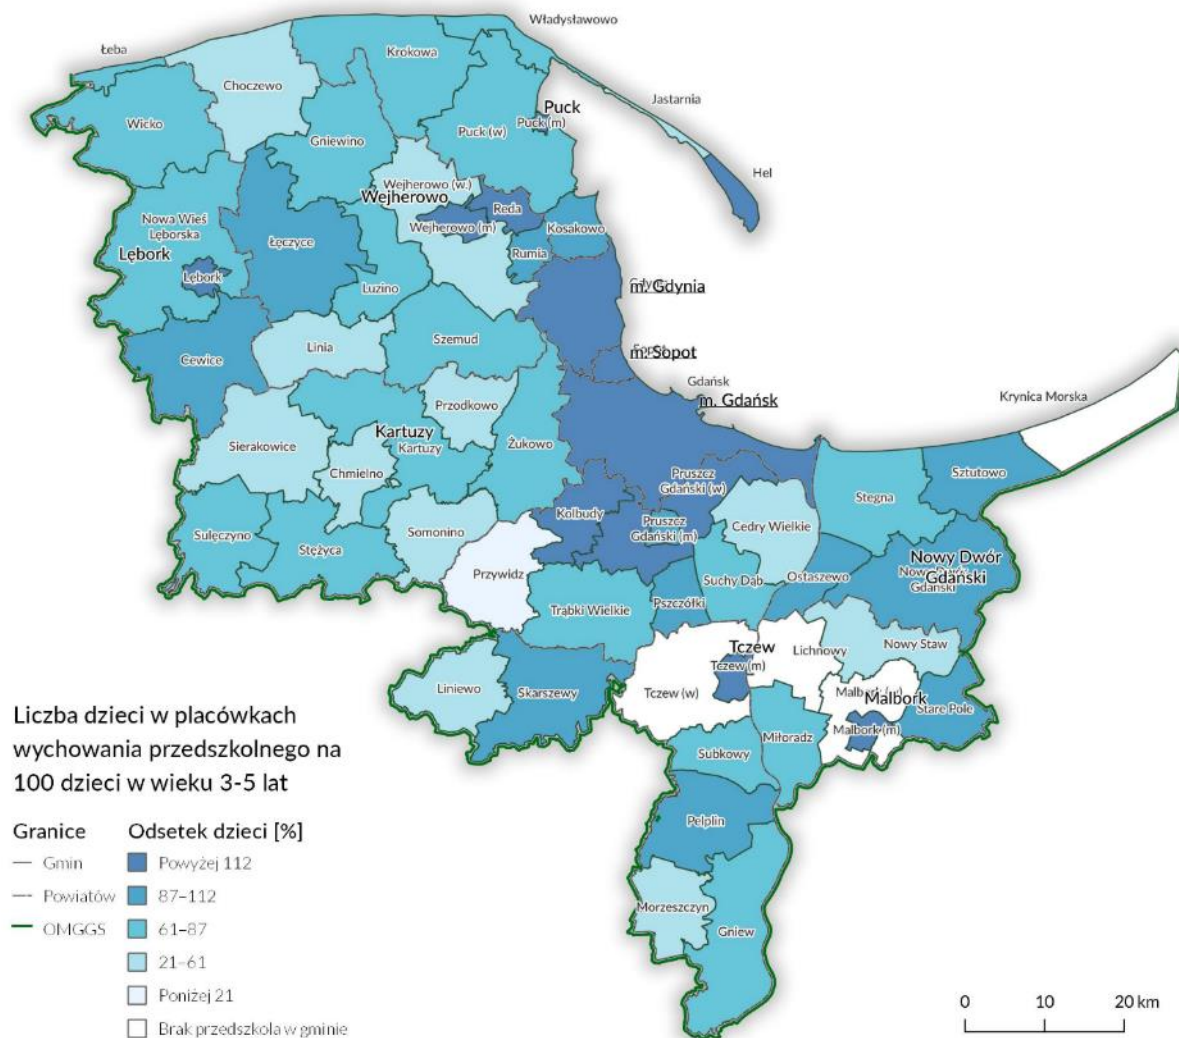 Władysławowo
Łeba
Krokowa
Choczewo
Jastarnia
Puck
Puck (m)
Wicko
Puck (w)
Gniewino
Hel
Wejherowo (w.)
Wejherowo
Reda
Nowa Wieś
Lęborska
Wejherowo (m)
Kosakowo
Łęczyce
Lębork
Rumia
Lębork
Luzino
m. Gdynia
Szemud
Linia
m. Sopot
Cewice
Gdańsk
m. Gdańsk
Krynica Morska
Przodkowo
Kartuzy
Kartuzy
Żukowo
Sierakowice
Chmielno
Sztutowo
Pruszcz
Gdański (w)
Stegna
Kolbudy
Pruszcz
Gdański (m)
Cedry Wielkie
Somonino
Sulęczyno
Stężyca
Nowy Dwór
Gdański
Gdański
Przywidz
Suchy Dąb
Ostaszewo
Pszczółki
Trąbki Wielkie
Tczew
Lichnowy
Nowy Staw
Tczew (m)
Liniewo
Skarszewy
Tczew (w)
Malbork
Stare Pole
Malbork (m)
Miłoradz
Subkowy
Pelplin
Morzeszczyn
Gniew
Liczba dzieci w placówkach
wychowania przedszkolnego na
100 dzieci w wieku 3-5 lat
Granice
Gmin
Powiatów
OMGGS
Odsetek dzieci [%]
Powyżej 112
87–112
61–87
21–61
Poniżej 21
Brak przedszkola w gminie
0 10 20 km